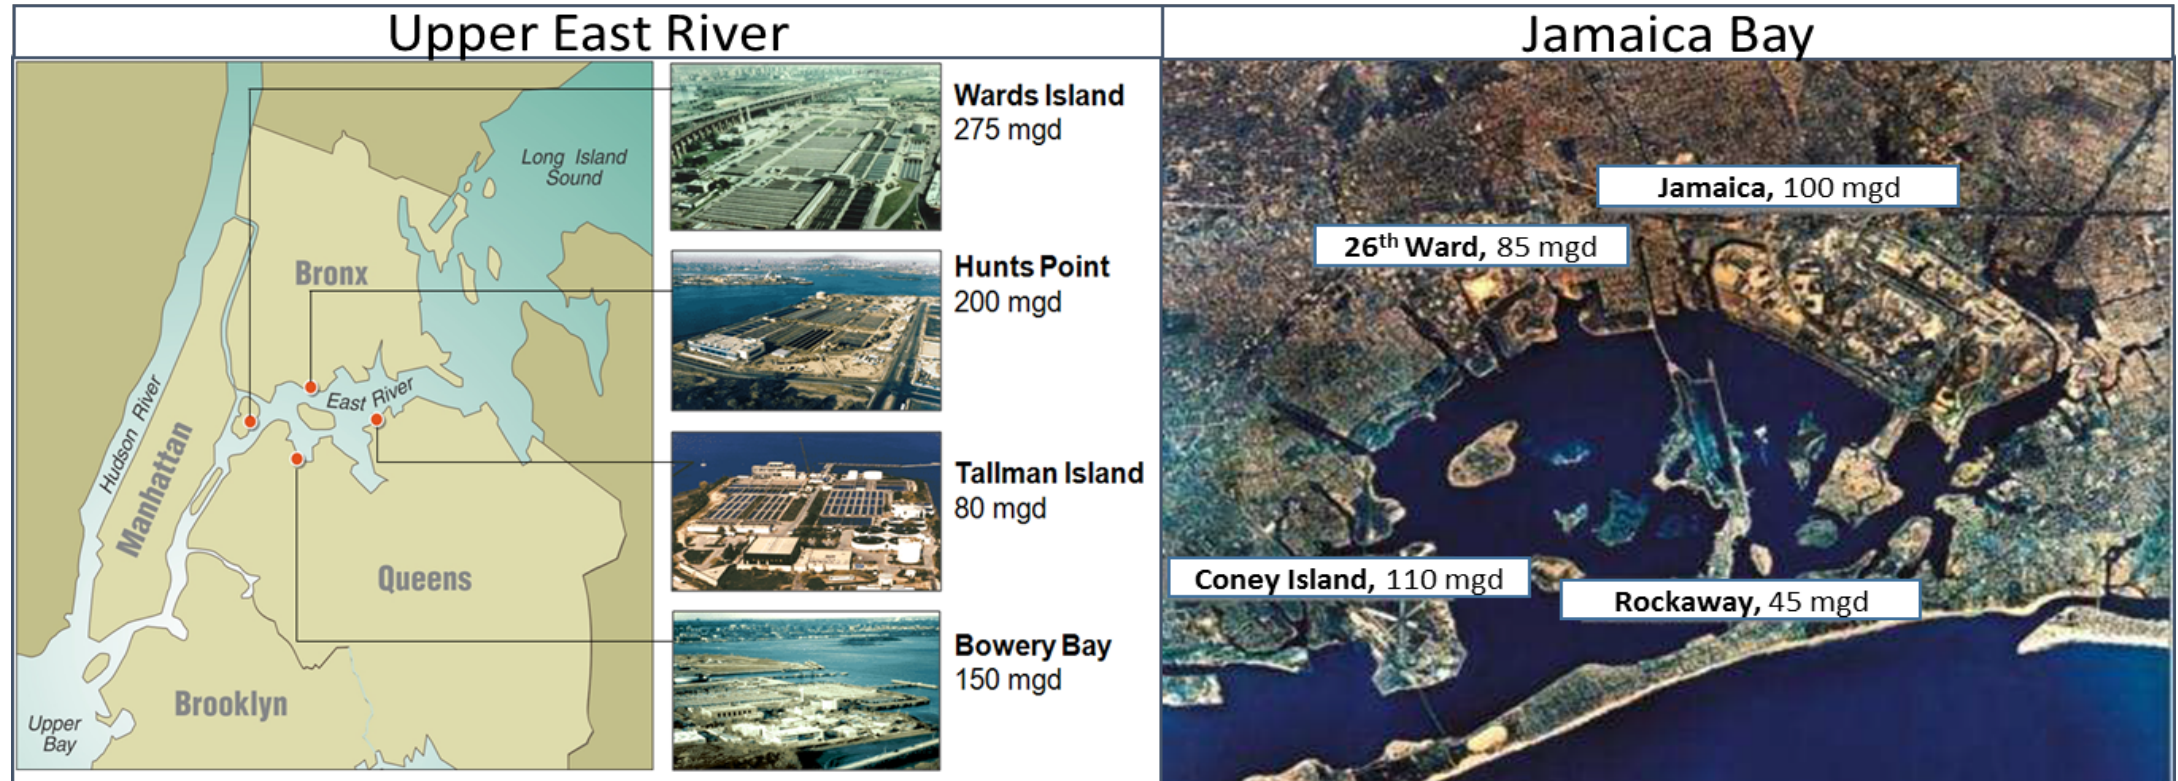 Upper East River
Jamaica Bay
Long Island
Sound
Bronx
East River
Hudson River
Manhattan
Queens
Brooklyn
Upper
Bay
Wards Island
275 mgd
Hunts Point
200 mgd
Tallman Island
80 mgd
Bowery Bay
150 mgd
Jamaica, 100 mgd
26th Ward, 85 mgd
Coney Island, 110 mgd
Rockaway, 45 mgd